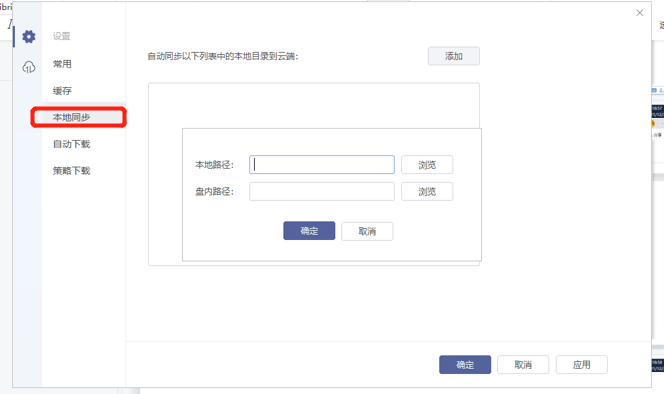 设置
常用
缓存
本地同步
自动下载
策略下载
自动同步以下列表中的本地目录到云端：
添加
本地路径：
浏览
盘内路径：
浏览
确定
取消
确定
取消
应用